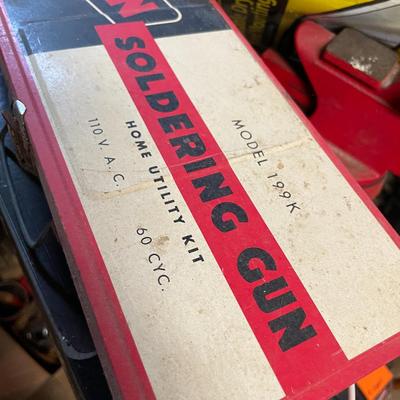 SOLDERING GUN
MODEL 199K
HOME UTILITY KIT
110 V. A.C. 60 CYC.